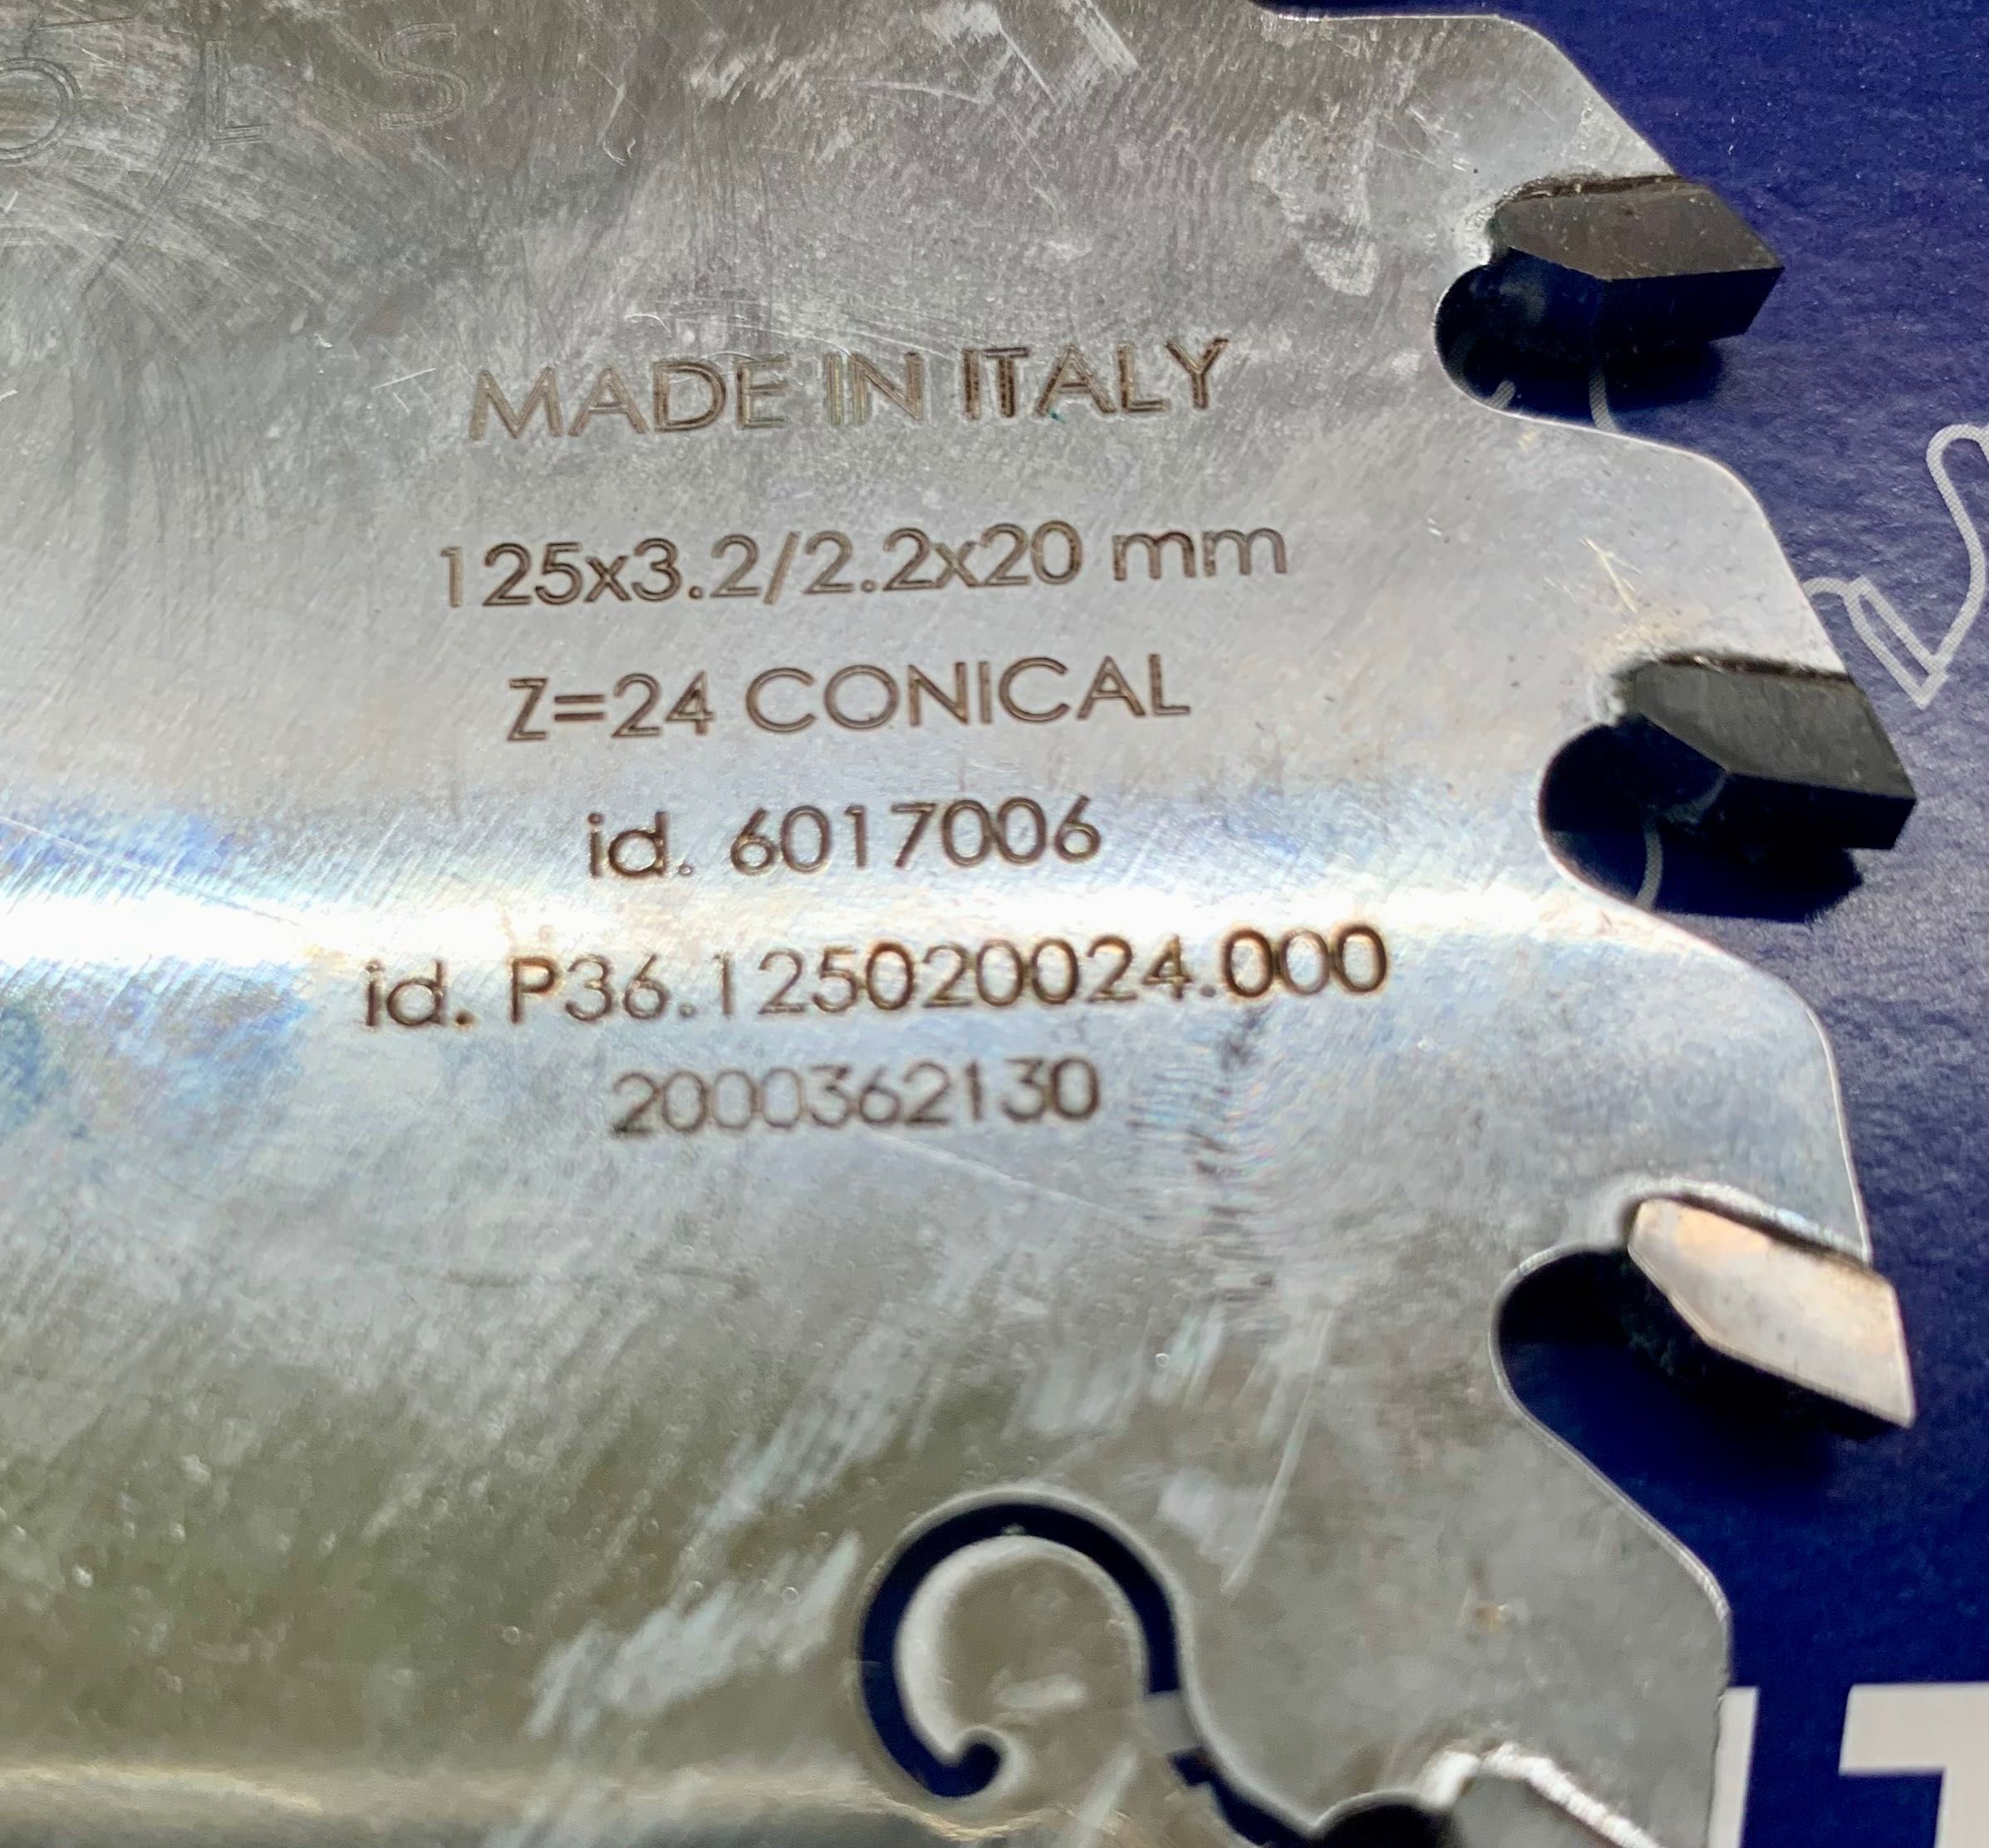 MADE IN ITALY
125x3.2/2.2x20 mm
Z=24 CONICAL
id. 6017006
id. P36.125020024.000
2000362130